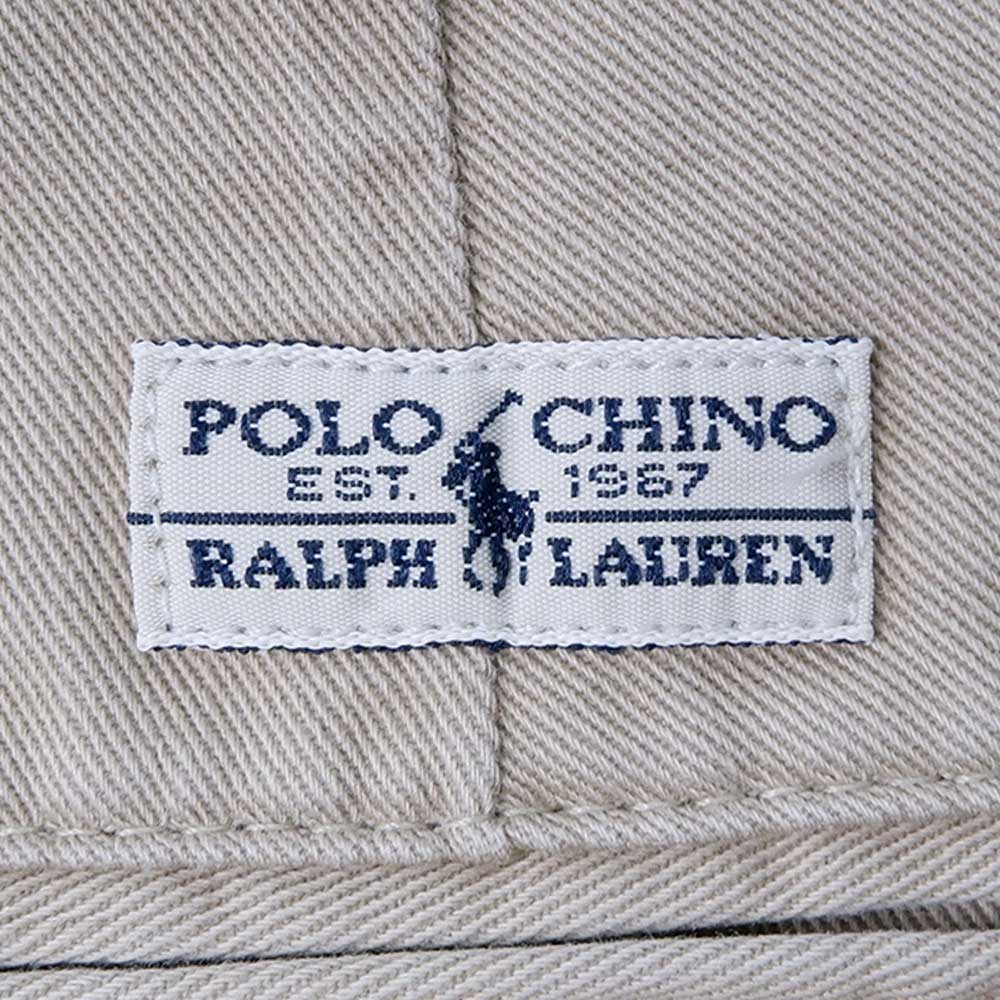 POLO CHINO
EST. 1967
RALPH LAUREN